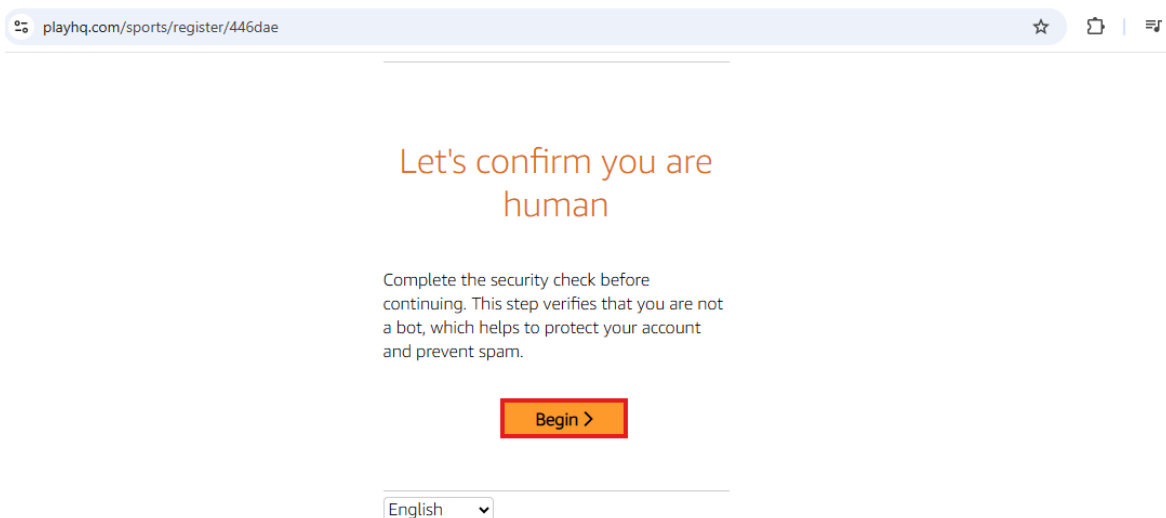 playhq.com/sports/register/446dae
Let's confirm you are
human
Complete the security check before
continuing. This step verifies that you are not
a bot, which helps to protect your account
and prevent spam.
Begin >
English